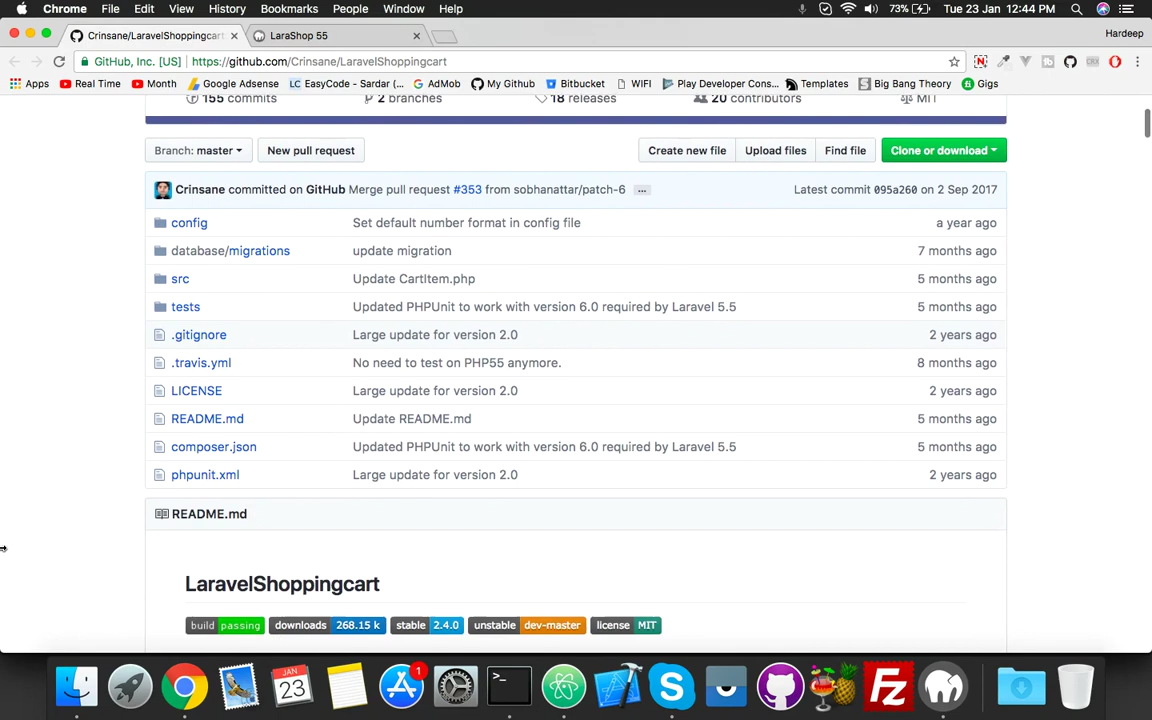 Chrome File Edit View History Bookmarks People Window Help 73% Tue 23 Jan 12:44 PM
Crinsane/LaravelShoppingcart LaraShop 55 Hardeep
GitHub, Inc. [US] https://github.com/Crinsane/LaravelShoppingcart
Apps Real Time Month Google Adsense LC EasyCode - Sardar (... AdMob My Github Bitbucket WIFI Play Developer Cons... Templates Big Bang Theory Gigs
155 commits 2 branches 18 releases 20 contributors MIT
Branch: master New pull request Create new file Upload files Find file Clone or download
Crinsane committed on GitHub Merge pull request #353 from sobhanattar/patch-6 ... Latest commit 095a260 on 2 Sep 2017
config Set default number format in config file a year ago
database/migrations update migration 7 months ago
src Update CartItem.php 5 months ago
tests Updated PHPUnit to work with version 6.0 required by Laravel 5.5 5 months ago
.gitignore Large update for version 2.0 2 years ago
.travis.yml No need to test on PHP55 anymore. 8 months ago
LICENSE Large update for version 2.0 2 years ago
README.md Update README.md 5 months ago
composer.json Updated PHPUnit to work with version 6.0 required by Laravel 5.5 5 months ago
phpunit.xml Large update for version 2.0 2 years ago
README.md
LaravelShoppingcart
build passing downloads 268.15 k stable 2.4.0 unstable dev-master license MIT
JAN 23 1 >_ S Fz